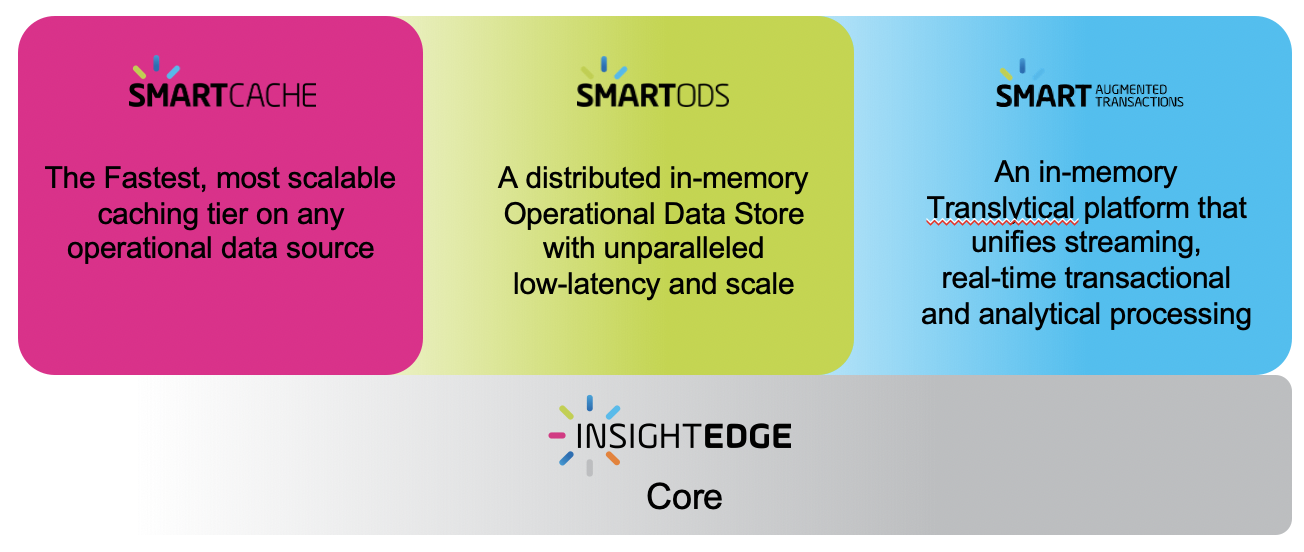 SMARTCACHE
The Fastest, most scalable
caching tier on any
operational data source
SMARTODS
A distributed in-memory
Operational Data Store
with unparalleled
low-latency and scale
SMART AUGMENTED
TRANSACTIONS
An in-memory
Translytical platform that
unifies streaming,
real-time transactional
and analytical processing
INSIGHTEDGE
Core